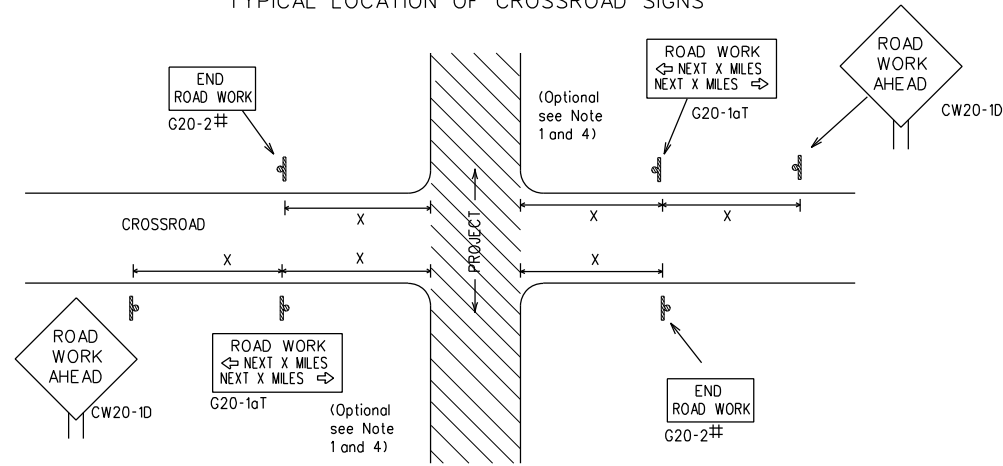 TYPICAL LOCATION OF CROSSROAD SIGNS
END
ROAD WORK
G20-2#
(Optional
see Note
1 and 4)
ROAD WORK
⇦ NEXT X MILES
NEXT X MILES ⇨
G20-1aT
ROAD
WORK
AHEAD
CW20-1D
X
X
X
CROSSROAD
PROJECT
X
X
X
ROAD
WORK
AHEAD
CW20-1D
ROAD WORK
⇦ NEXT X MILES
NEXT X MILES ⇨
G20-1aT
(Optional
see Note
1 and 4)
END
ROAD WORK
G20-2#